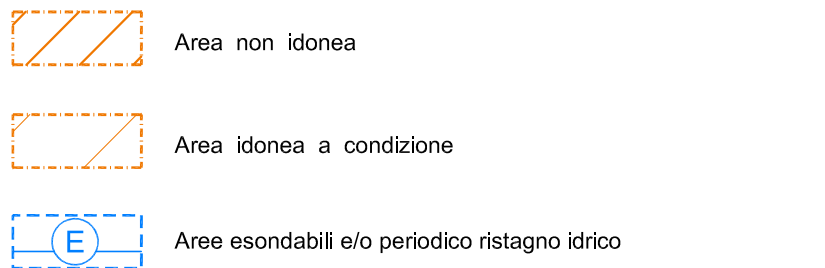 Area non idonea
Area idonea a condizione
E
Aree esondabili e/o periodico ristagno idrico